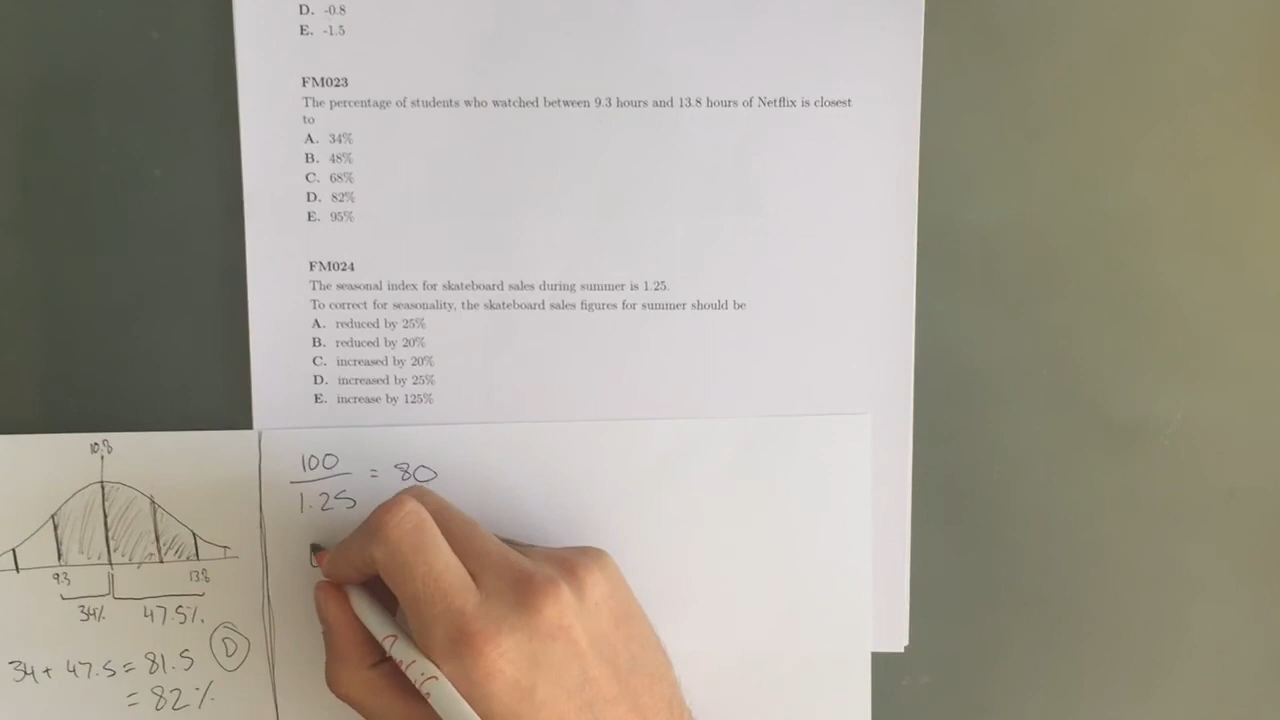 D. -0.8
E. -1.5
FM023
The percentage of students who watched between 9.3 hours and 13.8 hours of Netflix is closest
to
A. 34%
B. 48%
C. 68%
D. 82%
E. 95%
FM024
The seasonal index for skateboard sales during summer is 1.25.
To correct for seasonality, the skateboard sales figures for summer should be
A. reduced by 25%
B. reduced by 20%
C. increased by 20%
D. increased by 25%
E. increase by 125%
10.8
9.3 13.8
34% 47.5%
34 + 47.5 = 81.5 D
= 82%
100
1.25
= 80